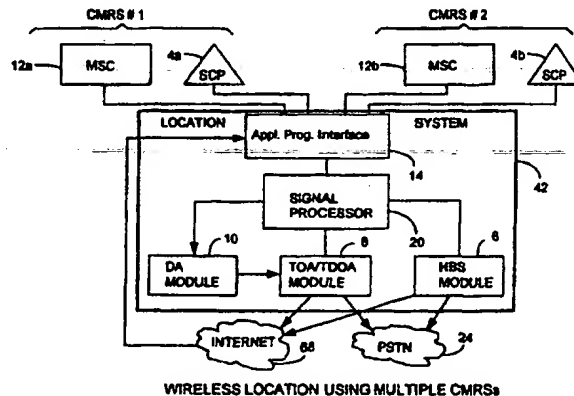 CMRS # 1
CMRS # 2
12a
MSC
4a
SCP
12b
MSC
4b
SCP
LOCATION
SYSTEM
Appl. Prog. Interface
14
42
SIGNAL
PROCESSOR
20
10
8
6
DA
MODULE
TOA/TDOA
MODULE
HBS
MODULE
INTERNET
68
PSTN
24
WIRELESS LOCATION USING MULTIPLE CMRSs